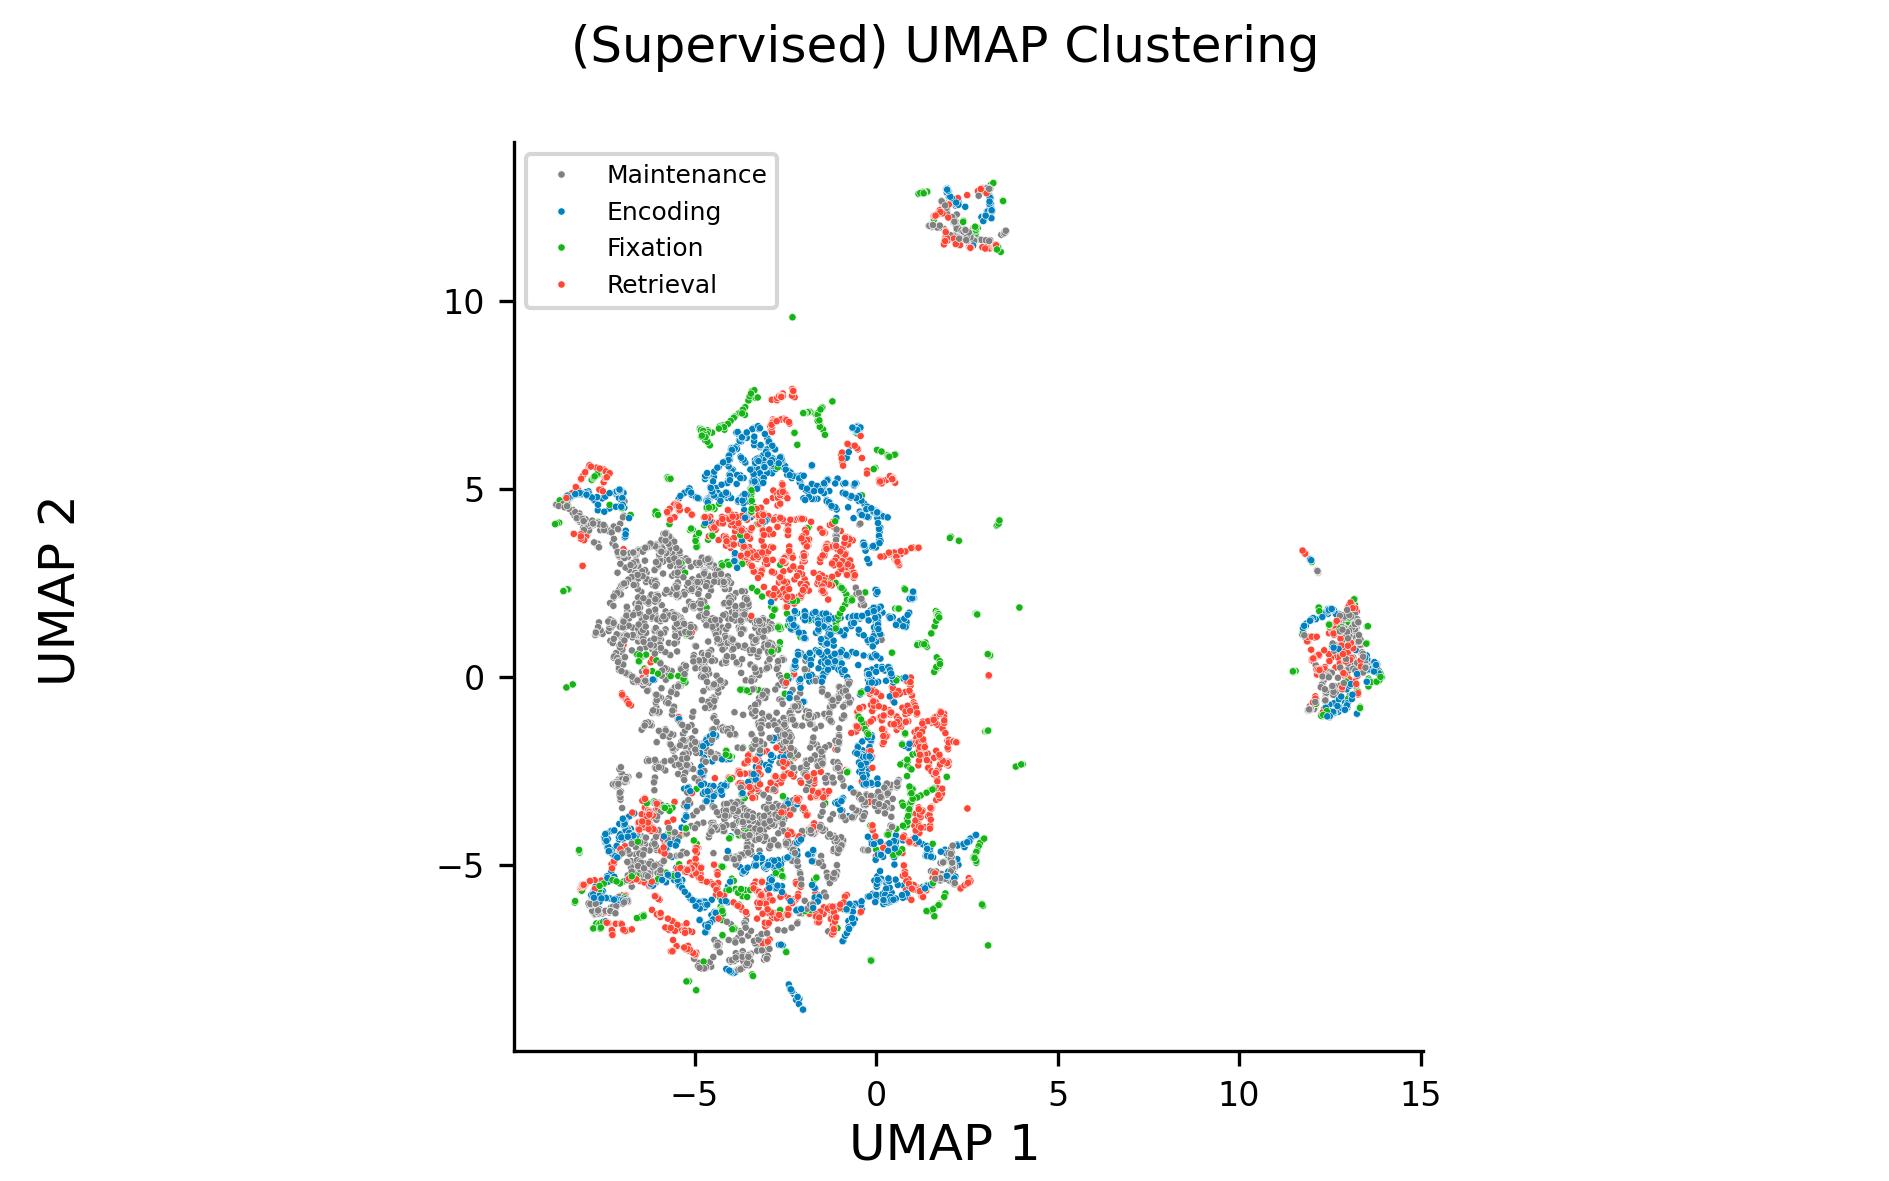 (Supervised) UMAP Clustering
Maintenance
Encoding
Fixation
Retrieval
10
5
0
−5
UMAP 2
−5 0 5 10 15
UMAP 1